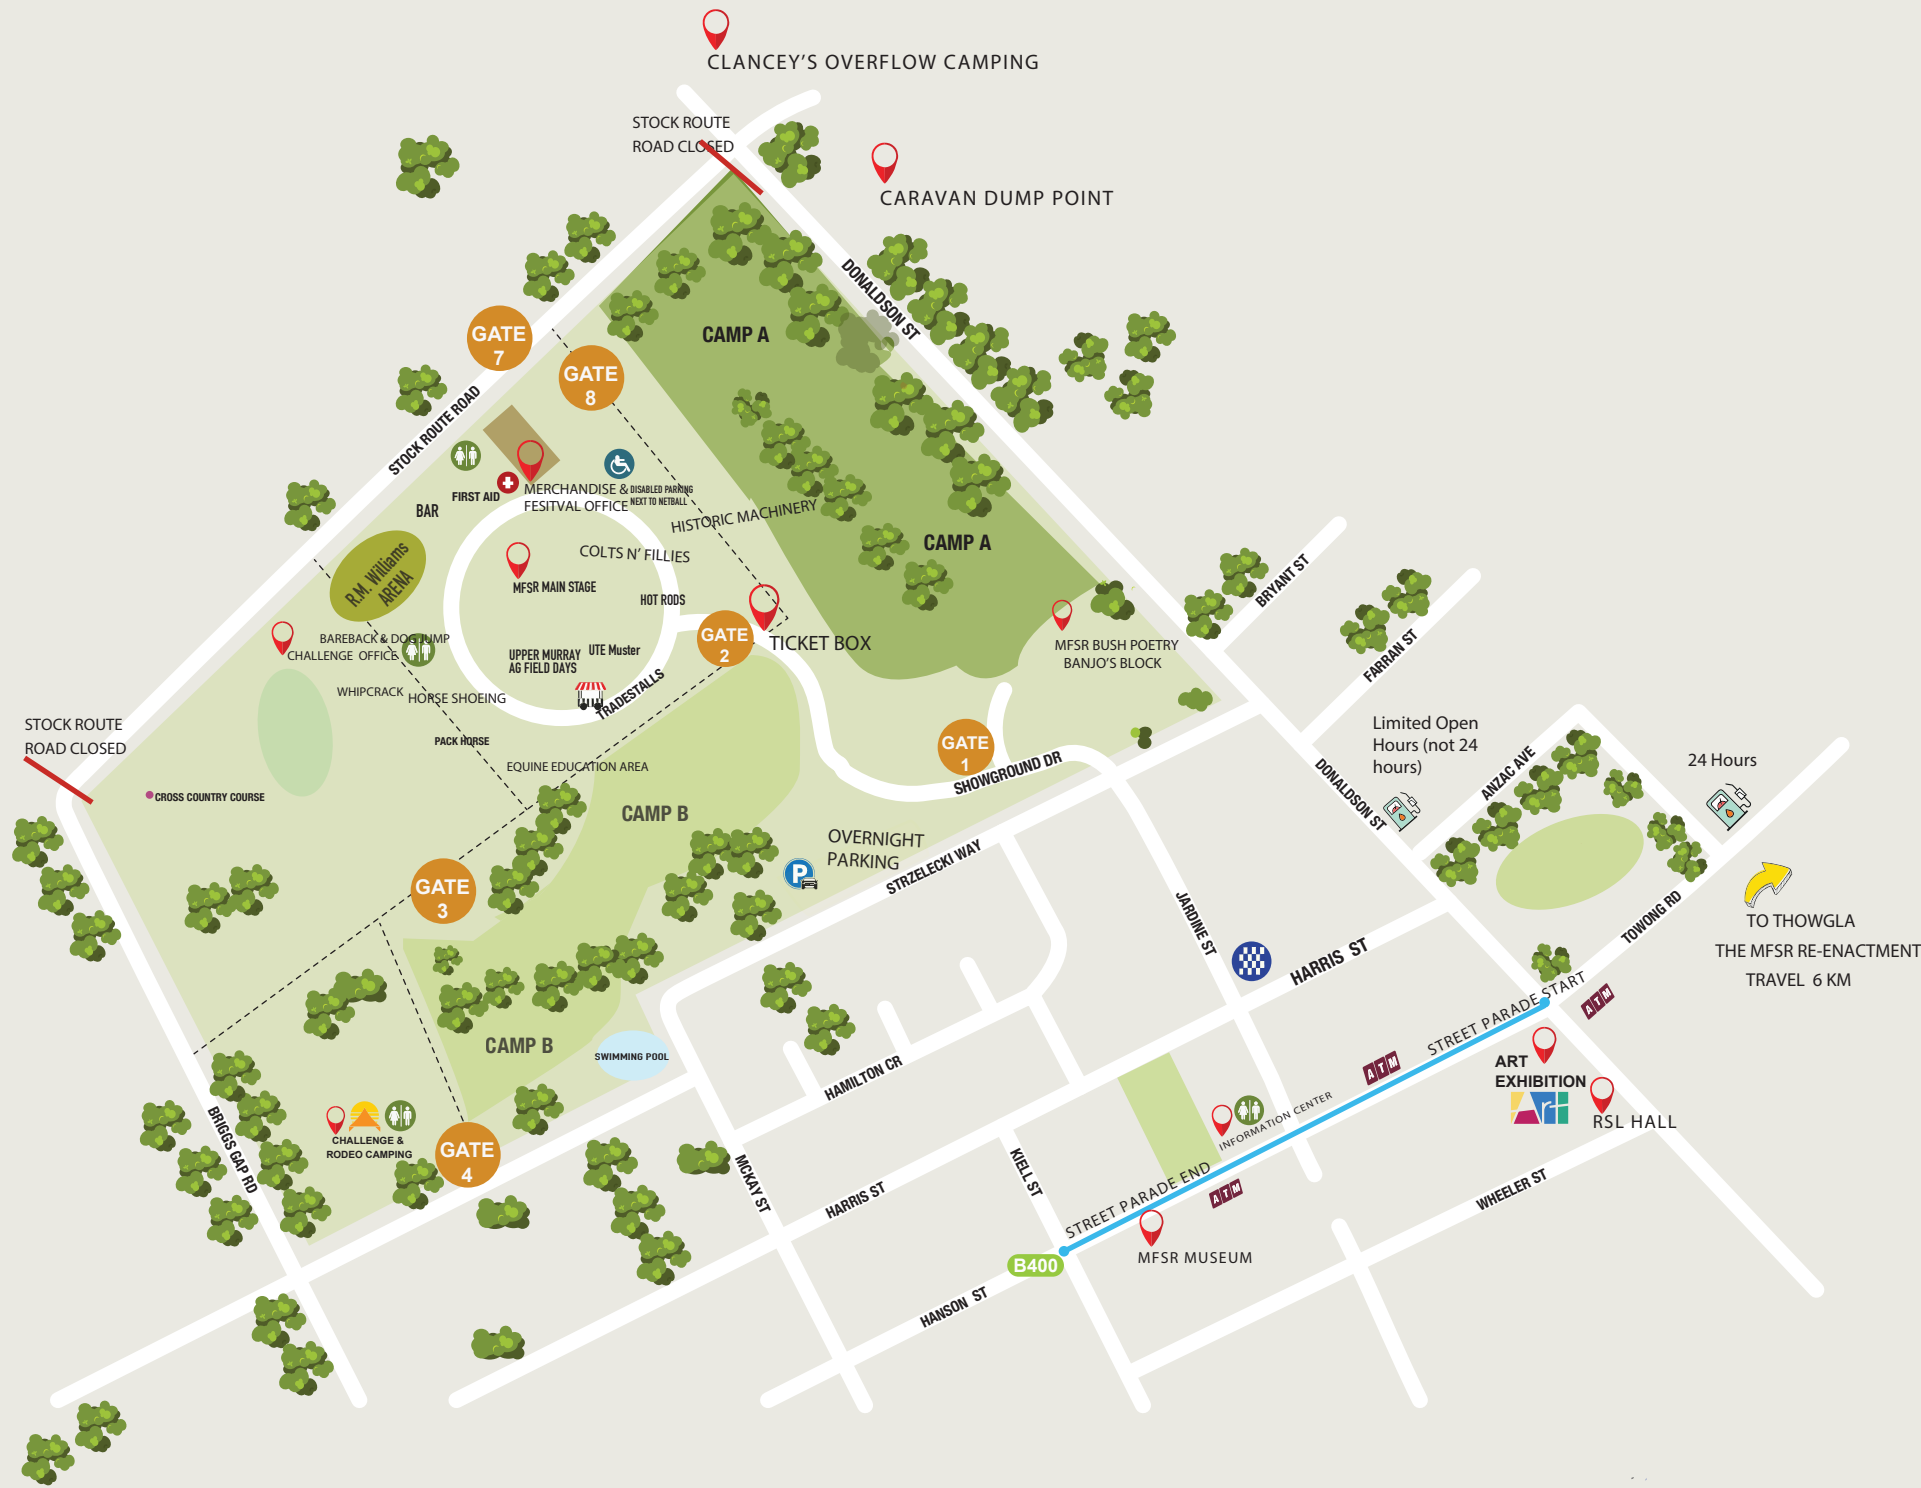 CLANCEY'S OVERFLOW CAMPING
STOCK ROUTE
ROAD CLOSED
CARAVAN DUMP POINT
DONALDSON ST
CAMP A
GATE
7
GATE
8
STOCK ROUTE ROAD
FIRST AID
MERCHANDISE &
FESITVAL OFFICE
DISABLED PARKING
NEXT TO NETBALL
BAR
HISTORIC MACHINERY
CAMP A
COLTS N' FILLIES
R.M. Williams
ARENA
MFSR MAIN STAGE
HOT RODS
BRYANT ST
FARRAN ST
GATE
2
TICKET BOX
BAREBACK & DOG JUMP
CHALLENGE OFFICE
UPPER MURRAY
AG FIELD DAYS
UTE Muster
MFSR BUSH POETRY
BANJO'S BLOCK
WHIPCRACK
HORSE SHOEING
TRADESTALLS
STOCK ROUTE
ROAD CLOSED
PACK HORSE
GATE
1
SHOWGROUND DR
EQUINE EDUCATION AREA
CROSS COUNTRY COURSE
CAMP B
Limited Open
Hours (not 24
hours)
DONALDSON ST
ANZAC AVE
24 Hours
OVERNIGHT
PARKING
P
STRZELECKI WAY
GATE
3
JARDINE ST
HARRIS ST
TOWONG RD
TO THOWGLA
THE MFSR RE-ENACTMENT
TRAVEL 6 KM
CAMP B
SWIMMING POOL
HAMILTON CR
STREET PARADE START
ATM
ATM
ART
EXHIBITION
Art
RSL HALL
BRIGGS GAP RD
CHALLENGE &
RODEO CAMPING
GATE
4
INFORMATION CENTER
MCKAY ST
HARRIS ST
KIELL ST
STREET PARADE END
ATM
WHEELER ST
MFSR MUSEUM
B400
HANSON ST